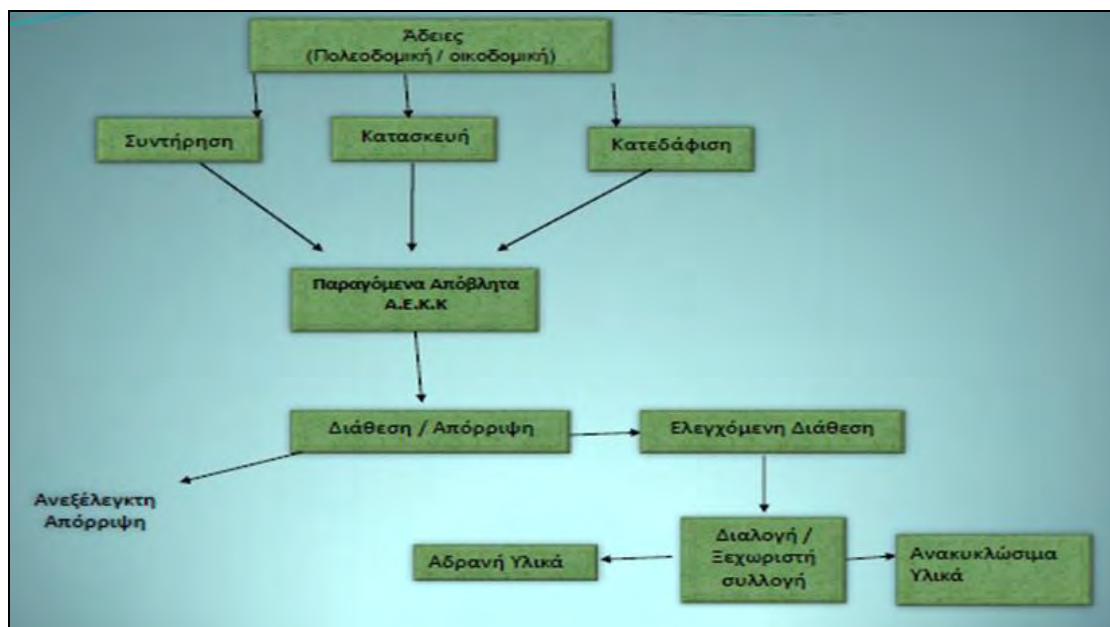 Άδειες
(Πολεοδομική / οικοδομική)
Συντήρηση
Κατασκευή
Κατεδάφιση
Παραγόμενα Απόβλητα
Α.Ε.Κ.Κ
Διάθεση / Απόρριψη
Ελεγχόμενη Διάθεση
Ανεξέλεγκτη
Απόρριψη
Αδρανή Υλικά
Διαλογή /
Ξεχωριστή
συλλογή
Ανακυκλώσιμα
Υλικά